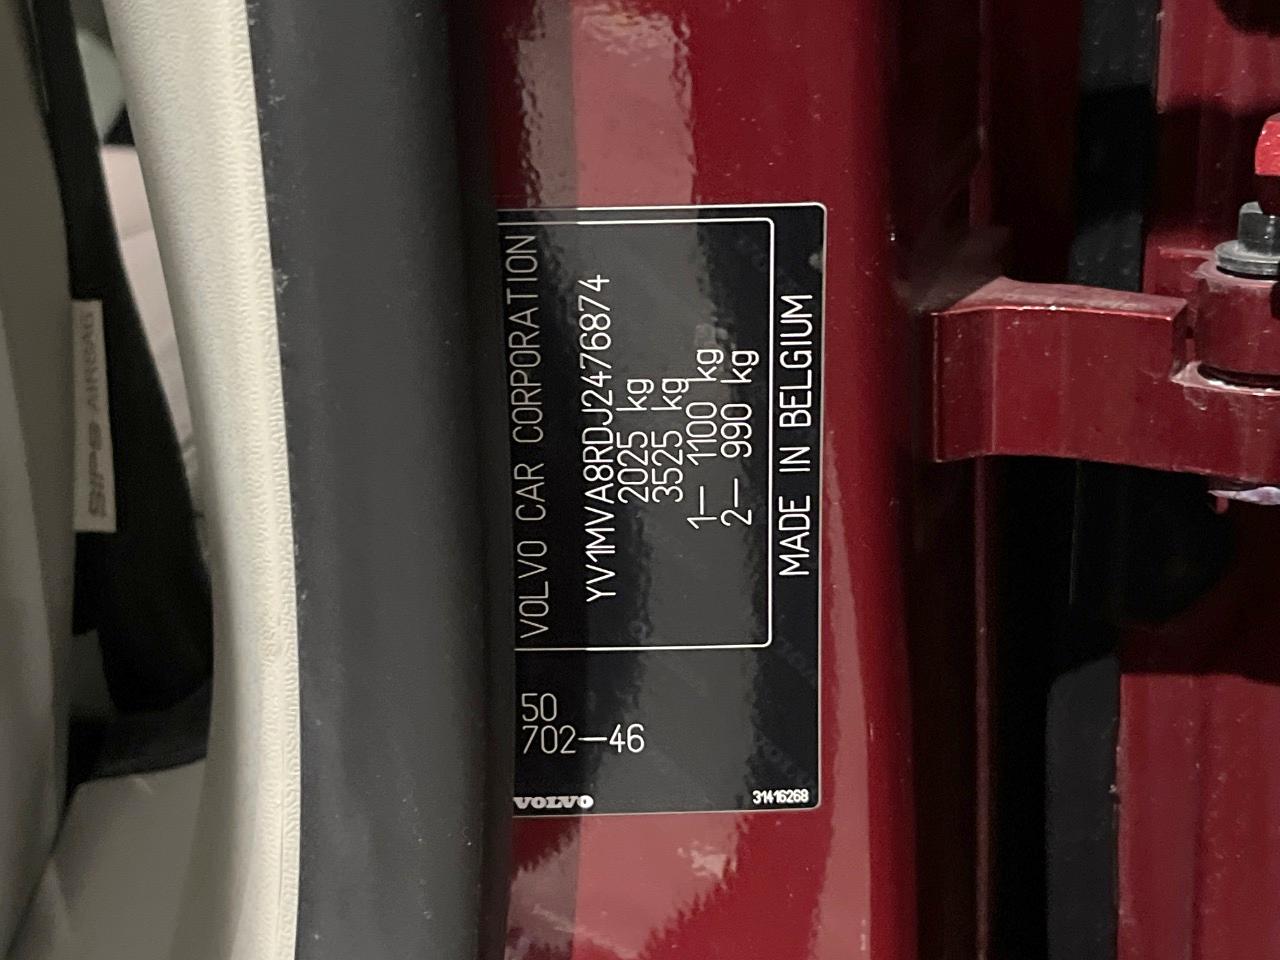 VOLVO CAR CORPORATION
YV1MVA8RDJ2476874
2025 kg
3525 kg
1— 1100 kg
2— 990 kg
MADE IN BELGIUM
50
702—46
VOLVO
31416268
SIPS AIRBAG